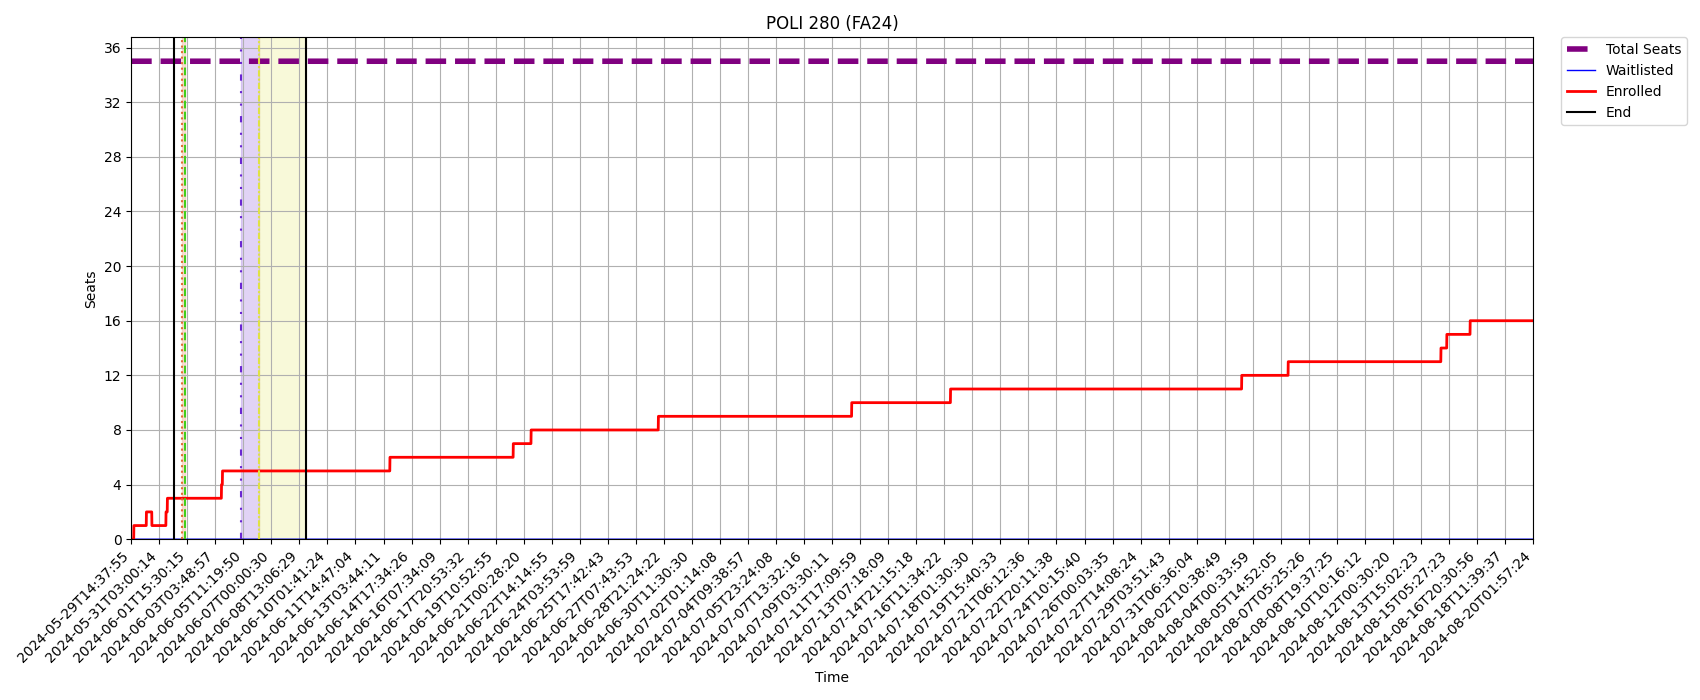 POLI 280 (FA24)
Total Seats
Waitlisted
Enrolled
End
Seats
36
32
28
24
20
16
12
8
4
0
2024-05-29T14:37:55
2024-05-31T03:00:14
2024-06-01T15:30:15
2024-06-03T03:48:57
2024-06-05T11:19:50
2024-06-07T00:00:30
2024-06-08T13:06:29
2024-06-10T01:41:24
2024-06-11T14:47:04
2024-06-13T03:44:11
2024-06-14T17:34:26
2024-06-16T07:34:09
2024-06-17T20:53:32
2024-06-19T10:52:55
2024-06-21T00:28:20
2024-06-22T14:14:55
2024-06-24T03:53:59
2024-06-25T17:42:43
2024-06-27T07:43:53
2024-06-28T21:24:22
2024-06-30T11:30:30
2024-07-02T01:14:08
2024-07-04T09:38:57
2024-07-05T23:24:08
2024-07-07T13:32:16
2024-07-09T03:30:11
2024-07-11T17:09:59
2024-07-13T07:18:09
2024-07-14T21:15:18
2024-07-16T11:34:22
2024-07-18T01:30:30
2024-07-19T15:40:33
2024-07-21T06:12:36
2024-07-22T20:11:38
2024-07-24T10:15:40
2024-07-26T00:03:35
2024-07-27T14:08:24
2024-07-29T03:51:43
2024-07-31T06:36:04
2024-08-02T10:38:49
2024-08-04T00:33:59
2024-08-05T14:52:05
2024-08-07T05:25:26
2024-08-08T19:37:25
2024-08-10T10:16:12
2024-08-12T00:30:20
2024-08-13T15:02:23
2024-08-15T05:27:23
2024-08-16T20:30:56
2024-08-18T11:39:37
2024-08-20T01:57:24
Time